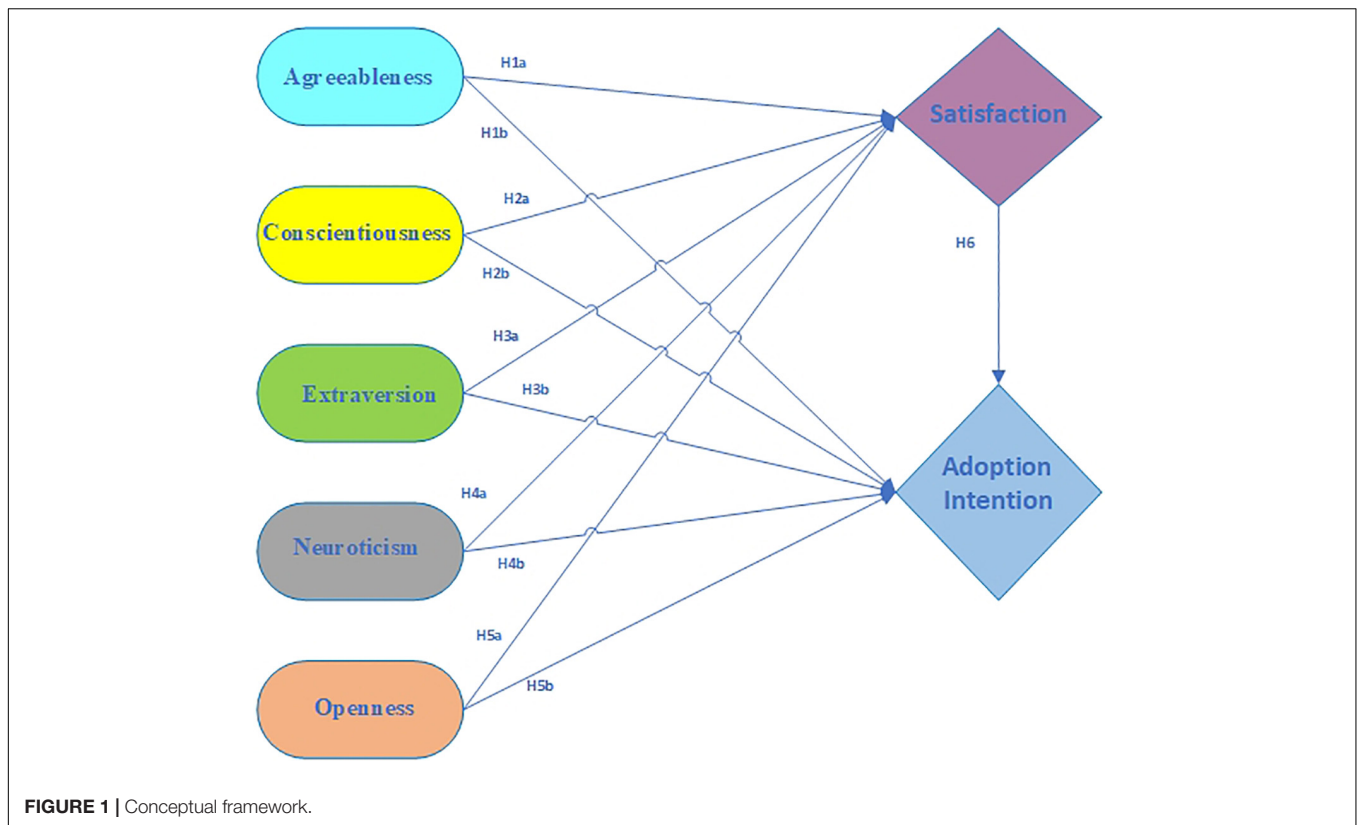 Agreeableness
H1a
H1b
Satisfaction
Conscientiousness
H2a
H2b
H6
Extraversion
H3a
H3b
Adoption
Intention
Neuroticism
H4a
H4b
Openness
H5a
H5b
FIGURE 1 | Conceptual framework.